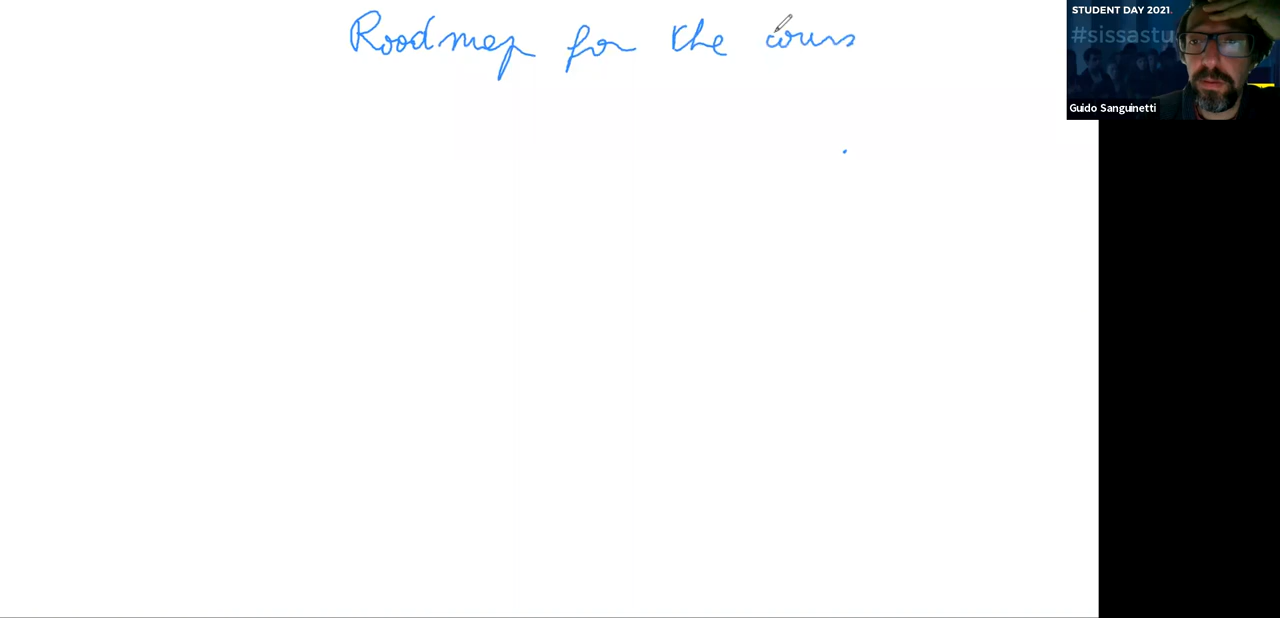 Roadmap for the cours
STUDENT DAY 2021.
#sissastu
Guido Sanguinetti